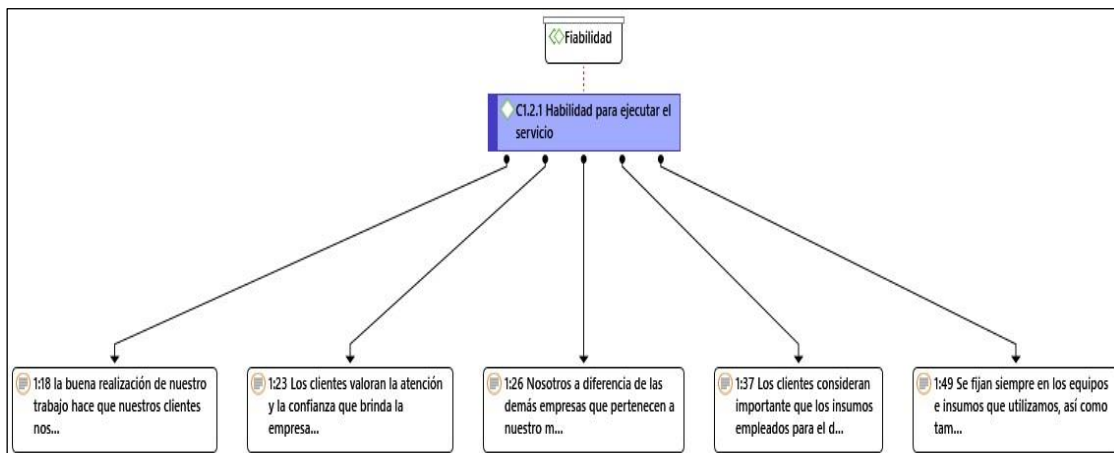 Fiabilidad
C1.2.1 Habilidad para ejecutar el
servicio
1:18 la buena realización de nuestro
trabajo hace que nuestros clientes
nos...
1:23 Los clientes valoran la atención
y la confianza que brinda la
empresa...
1:26 Nosotros a diferencia de las
demás empresas que pertenecen a
nuestro m...
1:37 Los clientes consideran
importante que los insumos
empleados para el d...
1:49 Se fijan siempre en los equipos
e insumos que utilizamos, así como
tam...